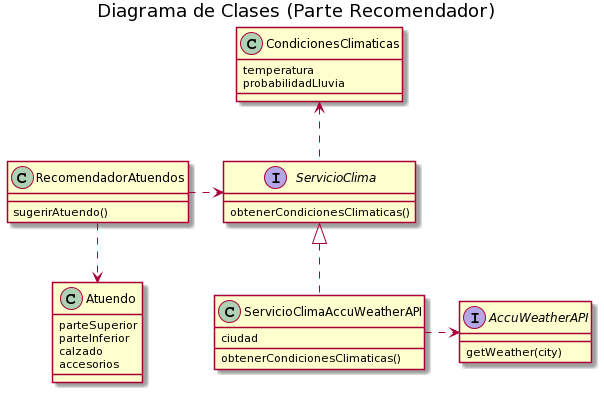 Diagrama de Clases (Parte Recomendador)
C CondicionesClimaticas
temperatura
probabilidadLluvia
C RecomendadorAtuendos
sugerirAtuendo()
I ServicioClima
obtenerCondicionesClimaticas()
C Atuendo
parteSuperior
parteInferior
calzado
accesorios
C ServicioClimaAccuWeatherAPI
ciudad
obtenerCondicionesClimaticas()
I AccuWeatherAPI
getWeather(city)